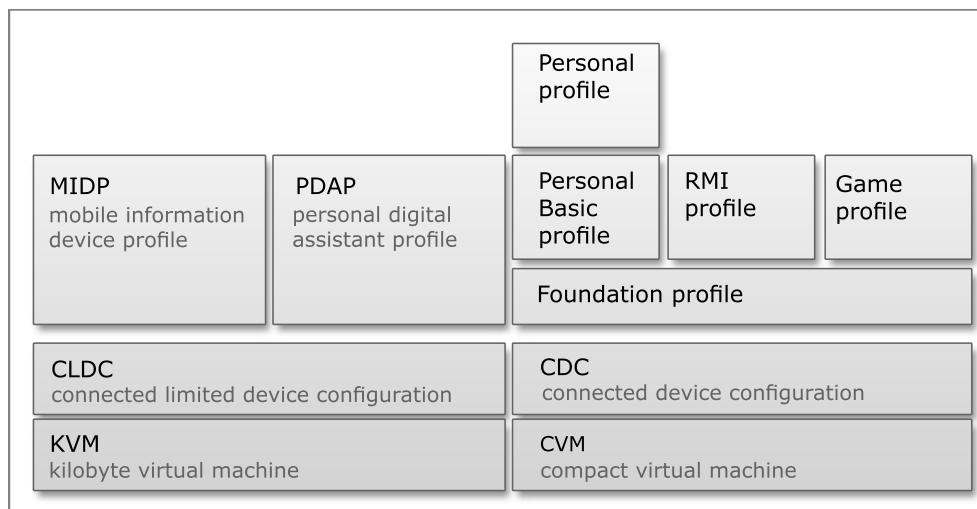 Personal
profile
MIDP
mobile information
device profile
PDAP
personal digital
assistant profile
Personal
Basic
profile
RMI
profile
Game
profile
Foundation profile
CLDC
connected limited device configuration
CDC
connected device configuration
KVM
kilobyte virtual machine
CVM
compact virtual machine